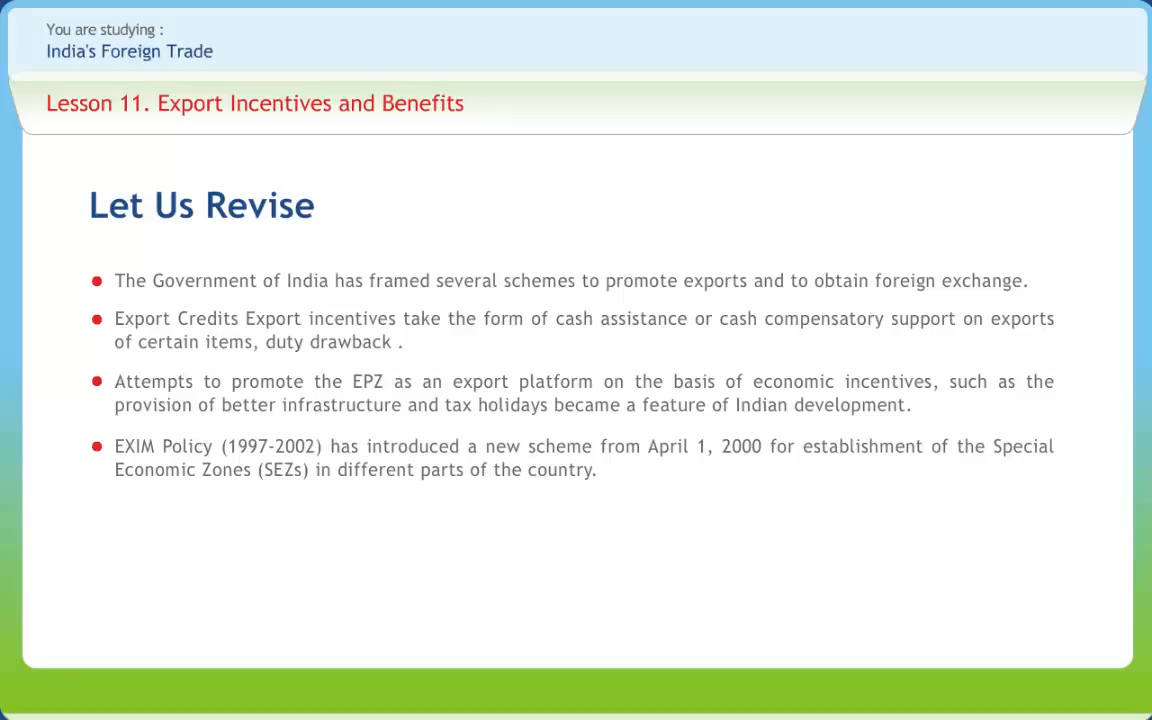 You are studying :
India's Foreign Trade
Lesson 11. Export Incentives and Benefits
Let Us Revise
The Government of India has framed several schemes to promote exports and to obtain foreign exchange.
Export Credits Export incentives take the form of cash assistance or cash compensatory support on exports
of certain items, duty drawback .
Attempts to promote the EPZ as an export platform on the basis of economic incentives, such as the
provision of better infrastructure and tax holidays became a feature of Indian development.
EXIM Policy (1997-2002) has introduced a new scheme from April 1, 2000 for establishment of the Special
Economic Zones (SEZs) in different parts of the country.